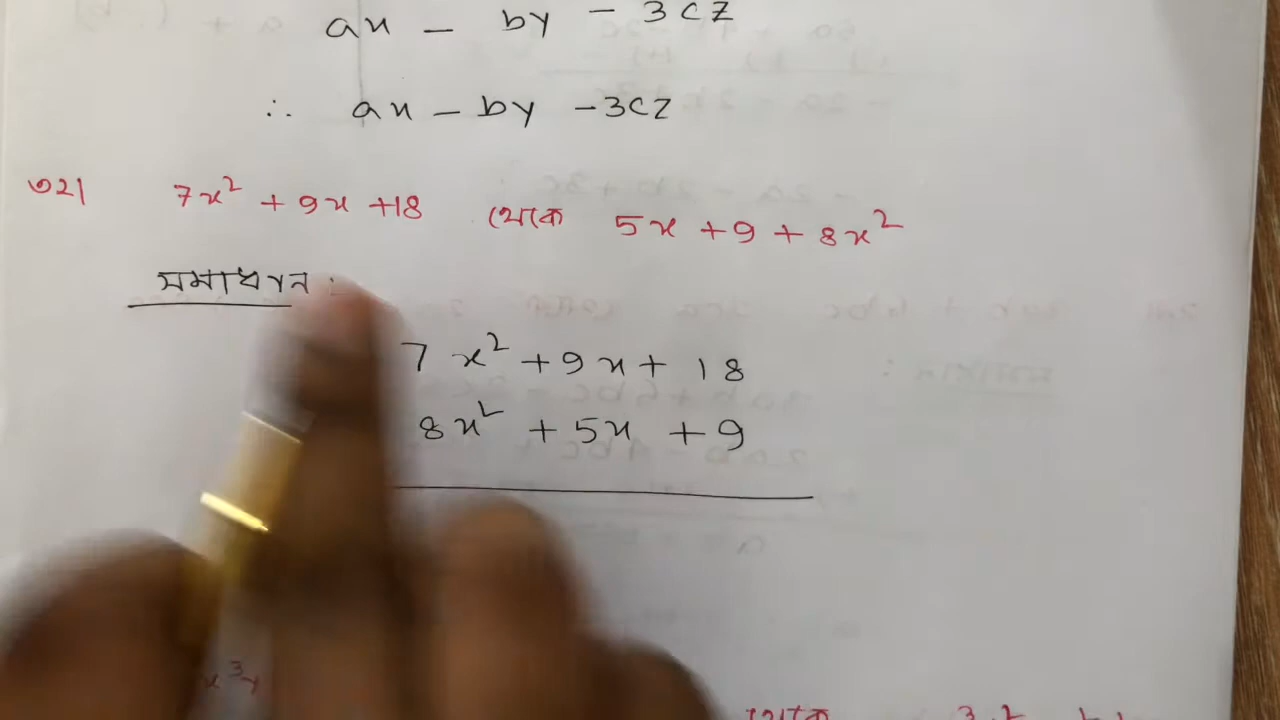 ax - by - 3cz
∴ ax - by - 3cz
৩২। 7x² + 9x + 18 থেকে 5x + 9 + 8x²
সমাধান :
7x² + 9x + 18
8x² + 5x + 9
x³y থেকে